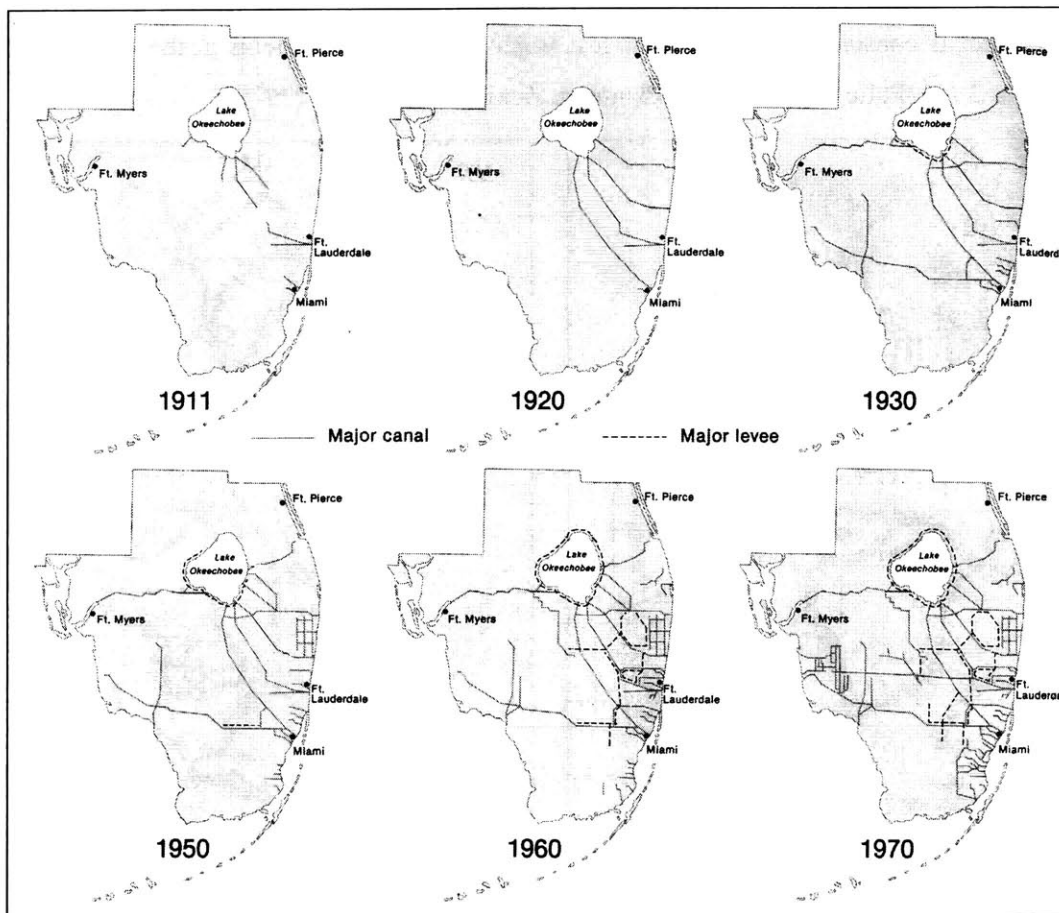 Ft. Pierce
Lake
Okeechobee
Ft. Myers
Ft.
Lauderdale
Miami
1911
Ft. Pierce
Lake
Okeechobee
Ft. Myers
Ft.
Lauderdale
Miami
1920
Ft. Pierce
Lake
Okeechobee
Ft. Myers
Ft.
Lauderd
Miami
1930
Major canal
Major levee
Ft. Pierce
Lake
Okeechobee
Ft. Myers
Ft.
Lauderdale
Miami
1950
Ft. Pierce
Lake
Okeechobee
Ft. Myers
Ft.
Lauderdale
Miami
1960
Ft. Pierce
Lake
Okeechobee
Ft. Myers
Ft.
Miami
1970